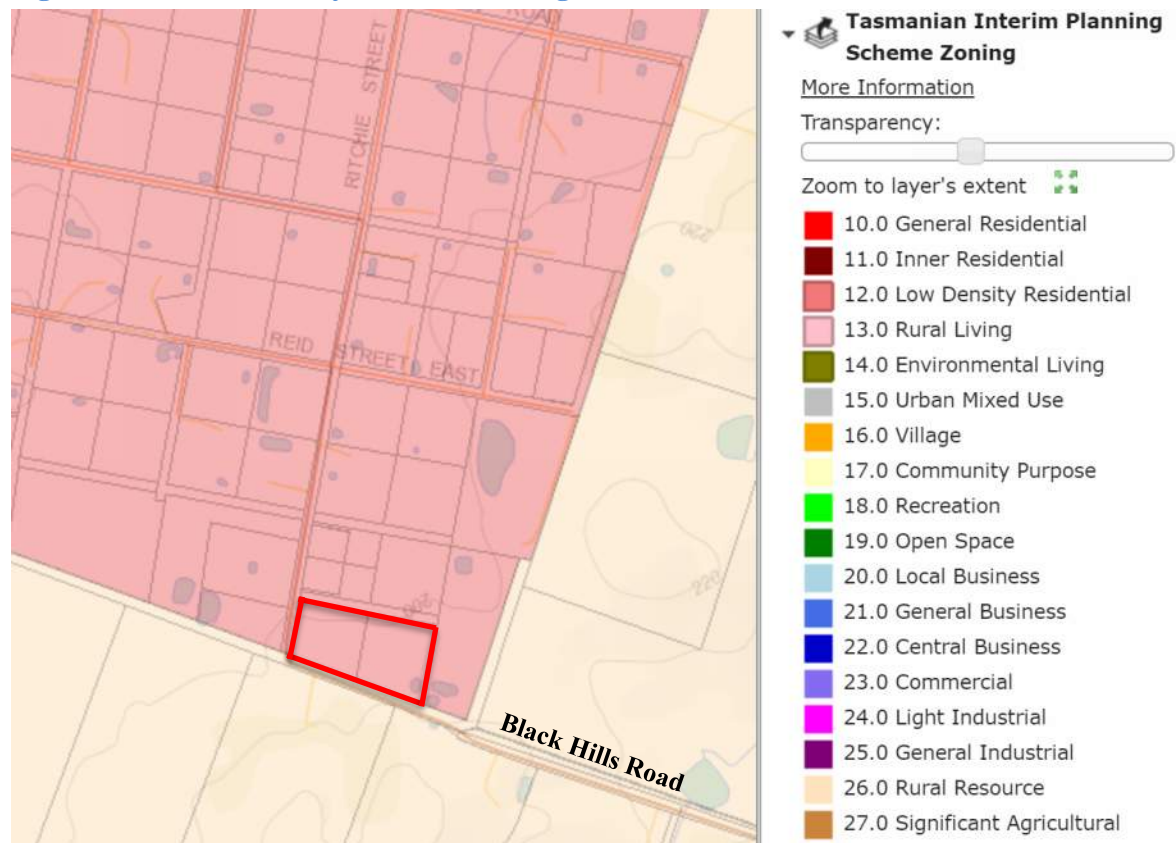 ROAD
RITCHIE STREET
220
REID STREET EAST
220
200
Black Hills Road
Tasmanian Interim Planning
Scheme Zoning
More Information
Transparency:
Zoom to layer's extent
10.0 General Residential
11.0 Inner Residential
12.0 Low Density Residential
13.0 Rural Living
14.0 Environmental Living
15.0 Urban Mixed Use
16.0 Village
17.0 Community Purpose
18.0 Recreation
19.0 Open Space
20.0 Local Business
21.0 General Business
22.0 Central Business
23.0 Commercial
24.0 Light Industrial
25.0 General Industrial
26.0 Rural Resource
27.0 Significant Agricultural